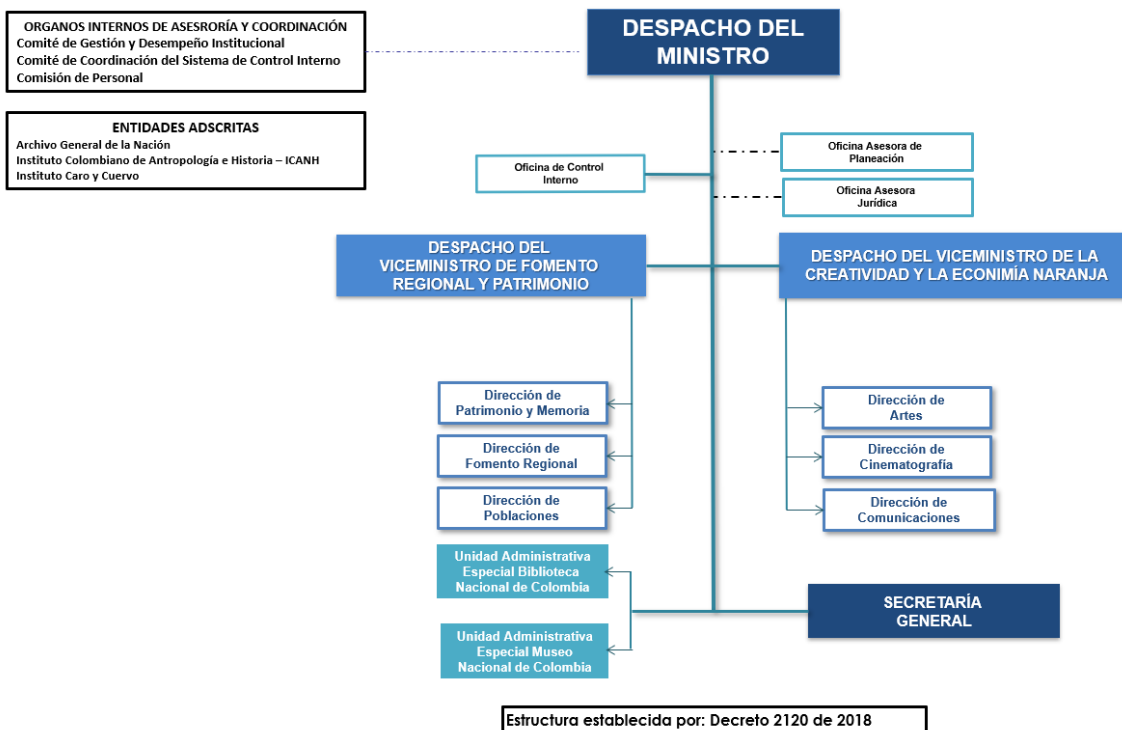 ORGANOS INTERNOS DE ASESRORÍA Y COORDINACIÓN
Comité de Gestión y Desempeño Institucional
Comité de Coordinación del Sistema de Control Interno
Comisión de Personal
DESPACHO DEL
MINISTRO
ENTIDADES ADSCRITAS
Archivo General de la Nación
Instituto Colombiano de Antropología e Historia – ICANH
Instituto Caro y Cuervo
Oficina de Control
Interno
Oficina Asesora de
Planeación
Oficina Asesora
Jurídica
DESPACHO DEL
VICEMINISTRO DE FOMENTO
REGIONAL Y PATRIMONIO
DESPACHO DEL VICEMINISTRO DE LA
CREATIVIDAD Y LA ECONIMÍA NARANJA
Dirección de
Patrimonio y Memoria
Dirección de
Fomento Regional
Dirección de
Poblaciones
Dirección de
Artes
Dirección de
Cinematografía
Dirección de
Comunicaciones
Unidad Administrativa
Especial Biblioteca
Nacional de Colombia
Unidad Administrativa
Especial Museo
Nacional de Colombia
SECRETARÍA
GENERAL
Estructura establecida por: Decreto 2120 de 2018